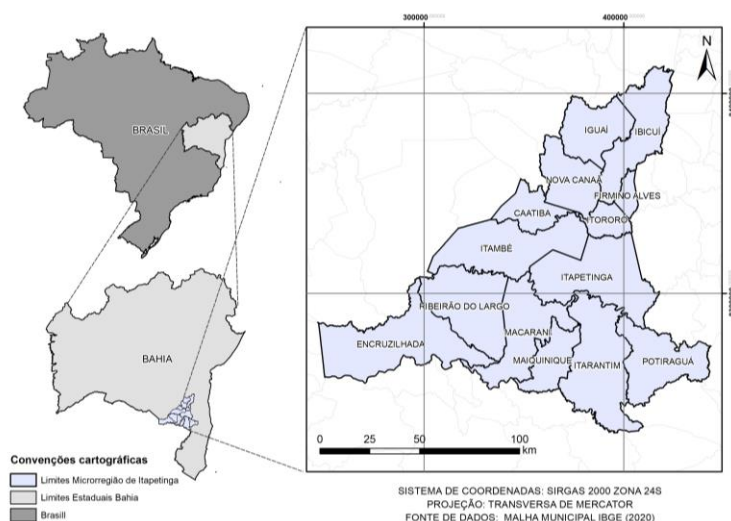 BRASIL
BAHIA
Convenções cartográficas
Limites Microrregião de Itapetinga
Limites Estaduais Bahia
Brasill
300000
400000
N
IGUAÍ
IBICUÍ
NOVA CANAÃ
FIRMINO ALVES
CAATIBA
ITORORÓ
ITAMBÉ
ITAPETINGA
RIBEIRÃO DO LARGO
MACARANI
ENCRUZILHADA
MAIQUINIQUE
ITARANTIM
POTIRAGUÁ
0 25 50 100
km
SISTEMA DE COORDENADAS: SIRGAS 2000 ZONA 24S
PROJEÇÃO: TRANSVERSA DE MERCATOR
FONTE DE DADOS: MALHA MUNICIPAL IBGE (2020)